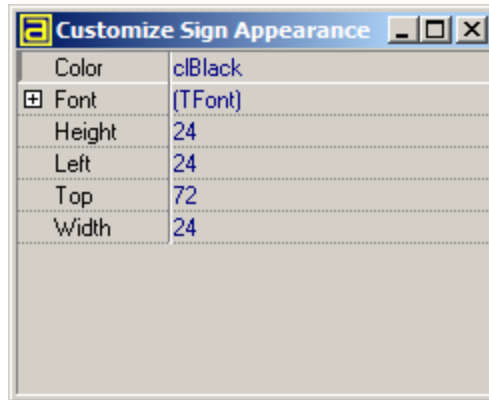 a Customize Sign Appearance
Color clBlack
Font (TFont)
Height 24
Left 24
Top 72
Width 24